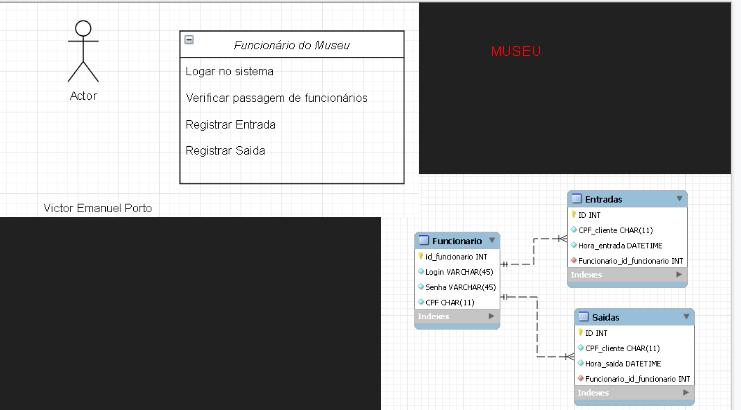 Funcionário do Museu
Logar no sistema
Verificar passagem de funcionários
Registrar Entrada
Registrar Saida
Actor
Victor Emanuel Porto
MUSEU
Entradas
ID INT
CPF_cliente CHAR(11)
Hora_entrada DATETIME
Funcionario_id_funcionario INT
Indexes
Funcionario
id_funcionario INT
Login VARCHAR(45)
Senha VARCHAR(45)
CPF CHAR(11)
Indexes
Saidas
ID INT
CPF_cliente CHAR(11)
Hora_saida DATETIME
Funcionario_id_funcionario INT
Indexes